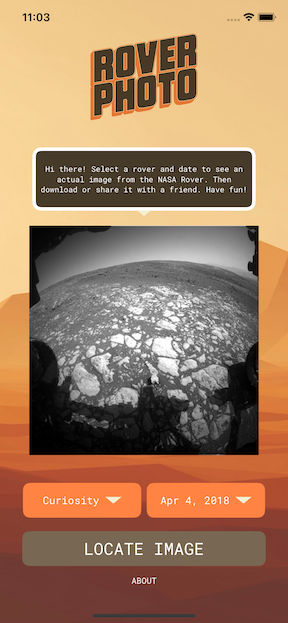 11:03
ROVER
PHOTO
Hi there! Select a rover and date to see an
actual image from the NASA Rover. Then
download or share it with a friend. Have fun!
Curiosity
Apr 4, 2018
LOCATE IMAGE
ABOUT